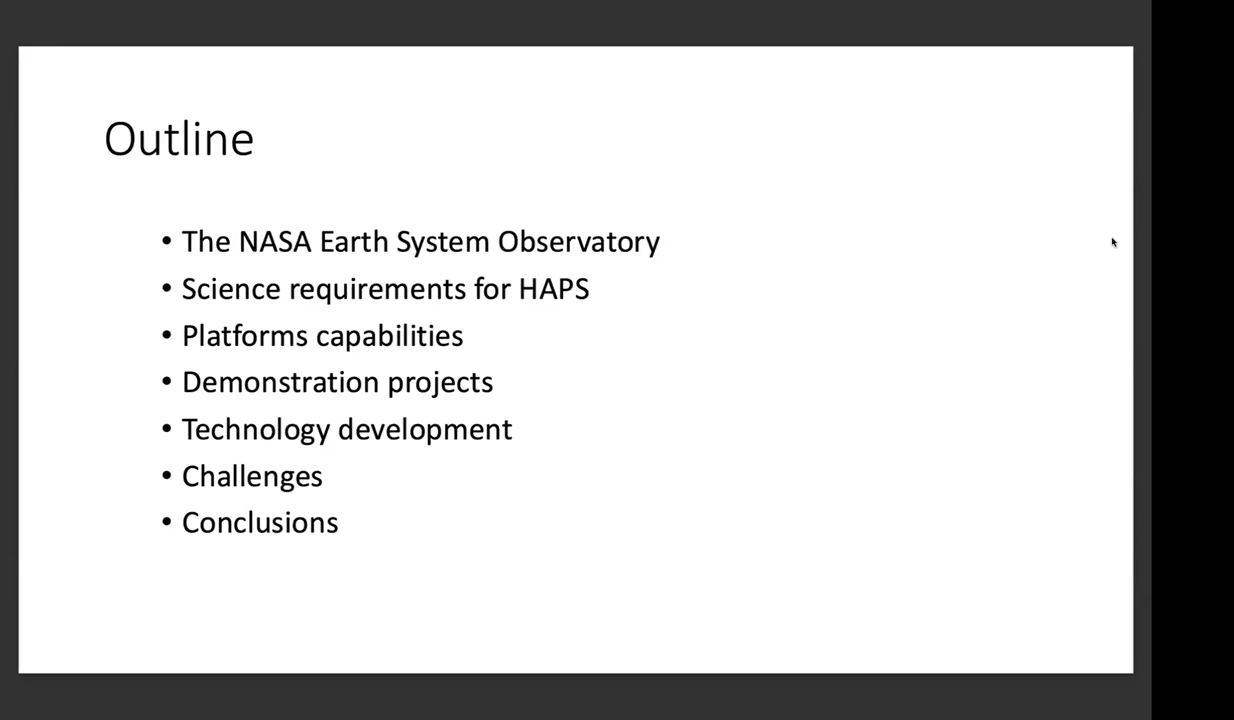 Outline
• The NASA Earth System Observatory
• Science requirements for HAPS
• Platforms capabilities
• Demonstration projects
• Technology development
• Challenges
• Conclusions